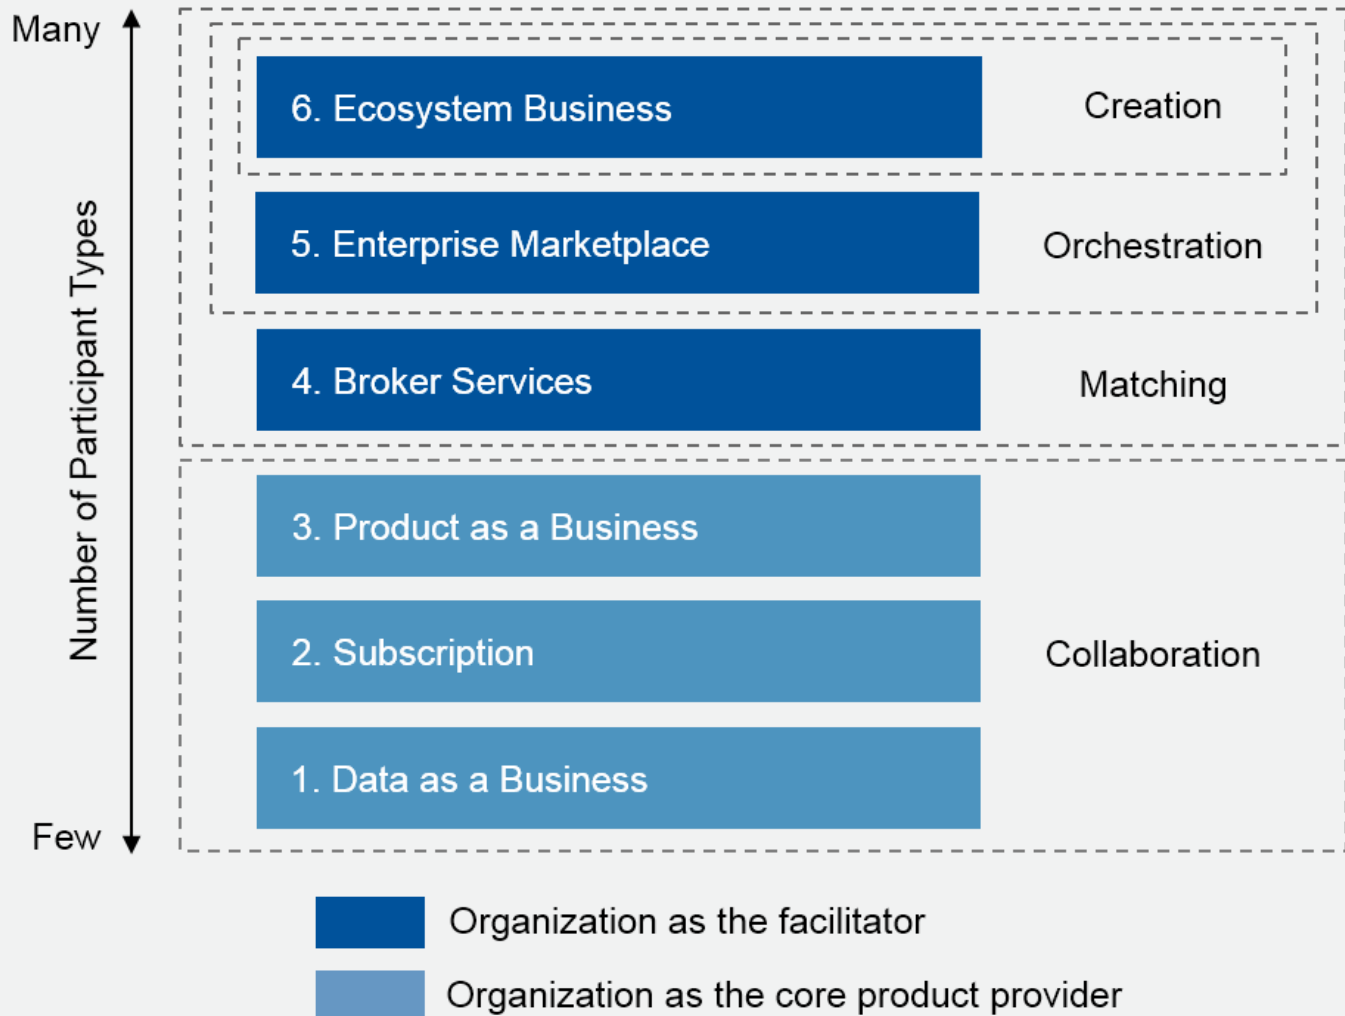 Many
Number of Participant Types
Few
6. Ecosystem Business
Creation
5. Enterprise Marketplace
Orchestration
4. Broker Services
Matching
3. Product as a Business
2. Subscription
Collaboration
1. Data as a Business
Organization as the facilitator
Organization as the core product provider